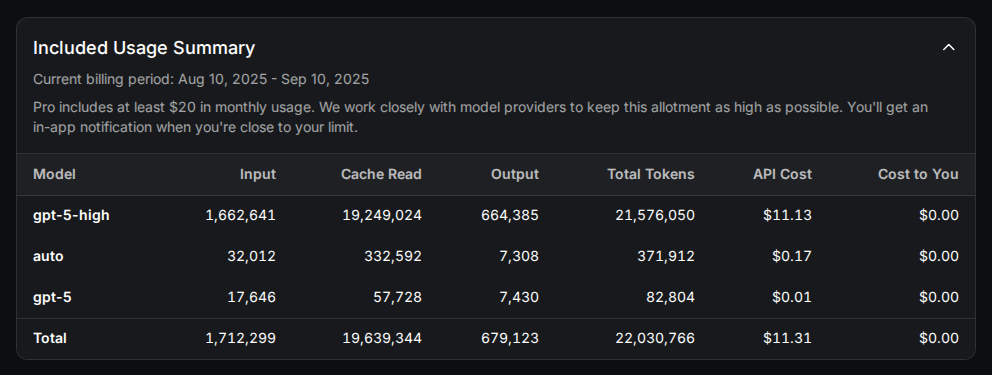 Included Usage Summary
Current billing period: Aug 10, 2025 - Sep 10, 2025
Pro includes at least $20 in monthly usage. We work closely with model providers to keep this allotment as high as possible. You'll get an
in-app notification when you're close to your limit.
Model Input Cache Read Output Total Tokens API Cost Cost to You
gpt-5-high 1,662,641 19,249,024 664,385 21,576,050 $11.13 $0.00
auto 32,012 332,592 7,308 371,912 $0.17 $0.00
gpt-5 17,646 57,728 7,430 82,804 $0.01 $0.00
Total 1,712,299 19,639,344 679,123 22,030,766 $11.31 $0.00